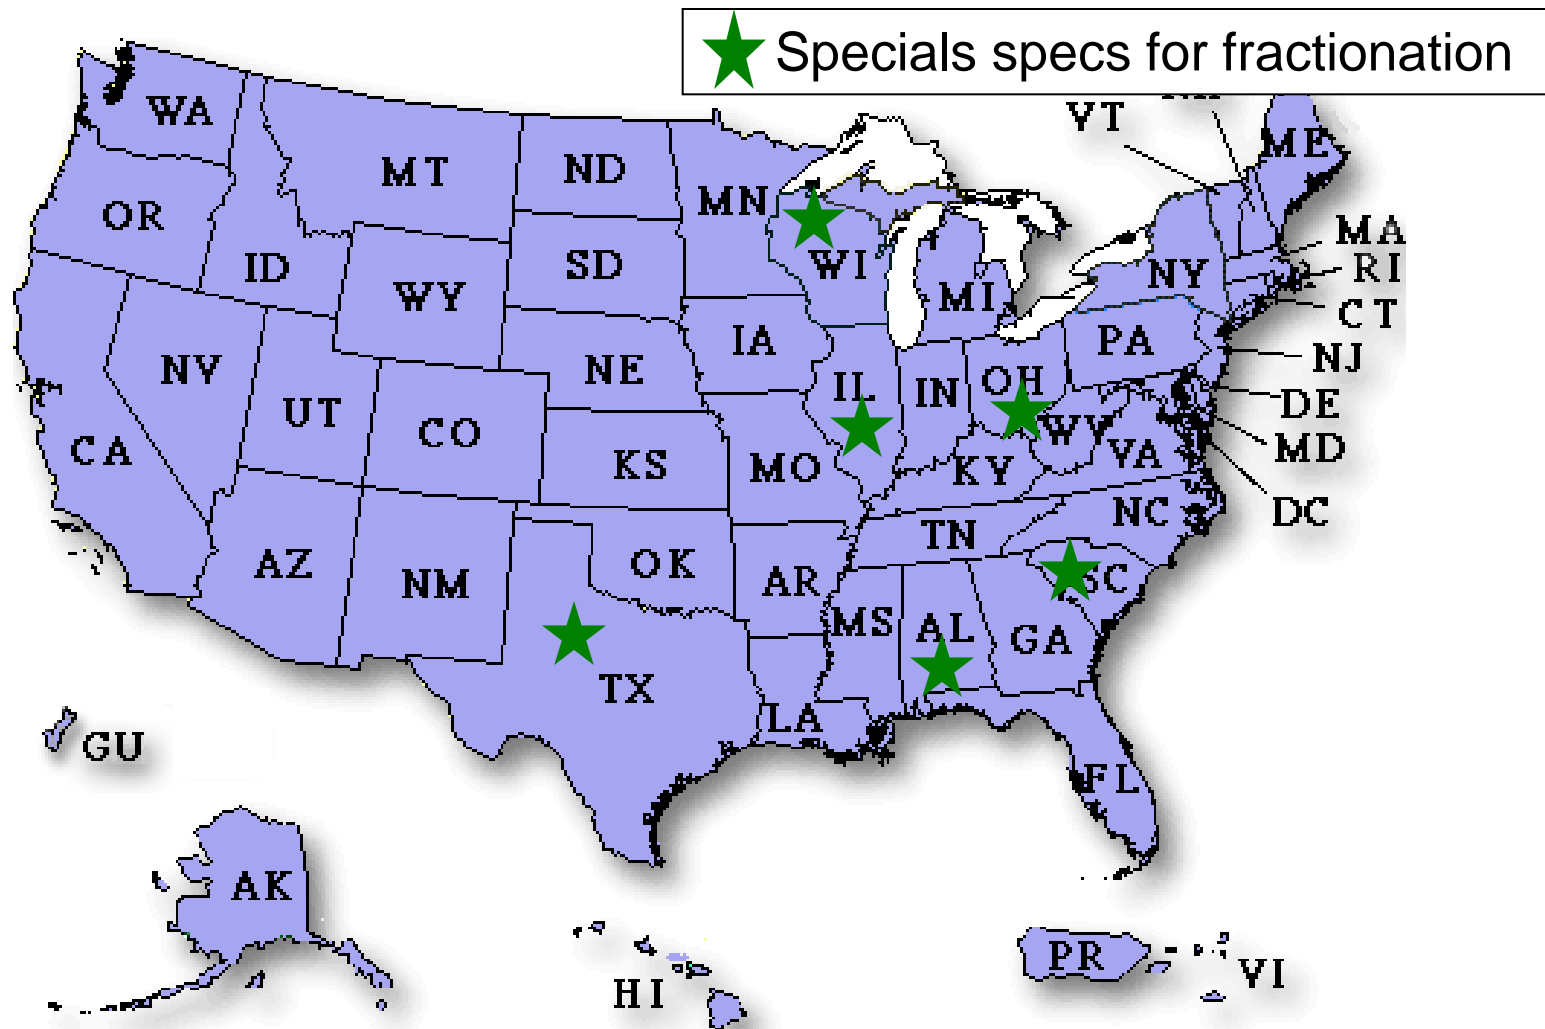 Specials specs for fractionation
VT
ME
WA
MT
ND
MN
OR
ID
SD
WI
MI
NY
MA
RI
WY
CT
NV
NE
IA
PA
NJ
UT
CO
IL
IN
OH
DE
CA
KS
MO
KY
WV
VA
MD
DC
AZ
NM
OK
AR
TN
NC
SC
MS
AL
GA
TX
LA
GU
FL
AK
HI
PR
VI